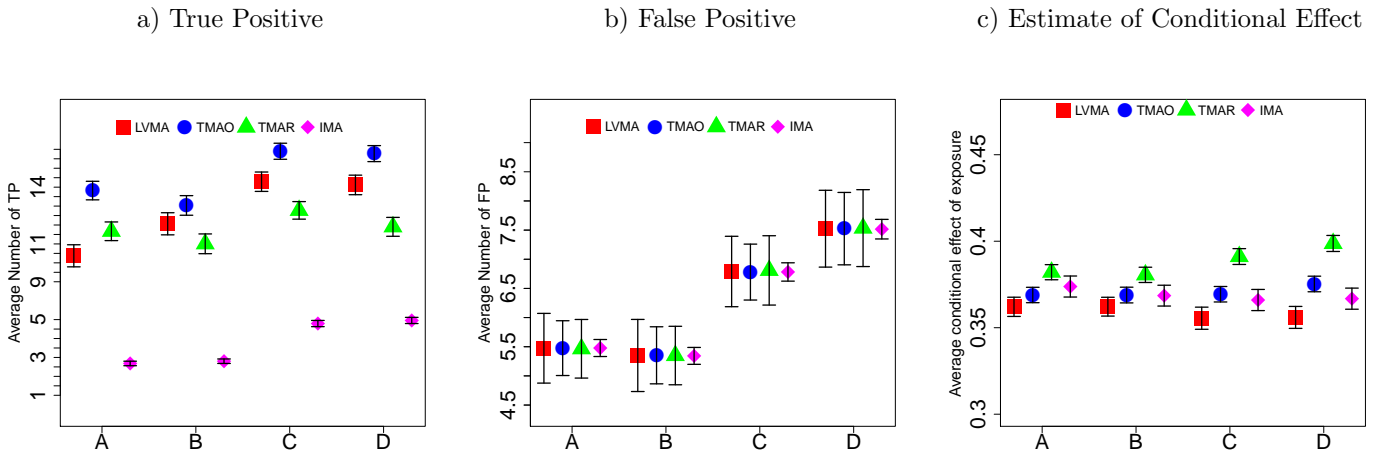 a) True Positive
b) False Positive
c) Estimate of Conditional Effect
LVMA TMAO TMAR IMA
Average Number of TP
14
11
9
5
3
1
A B C D
LVMA TMAO TMAR IMA
Average Number of FP
8.5
7.5
6.5
5.5
4.5
A B C D
LVMA TMAO TMAR IMA
Average conditional effect of exposure
0.45
0.4
0.35
0.3
A B C D